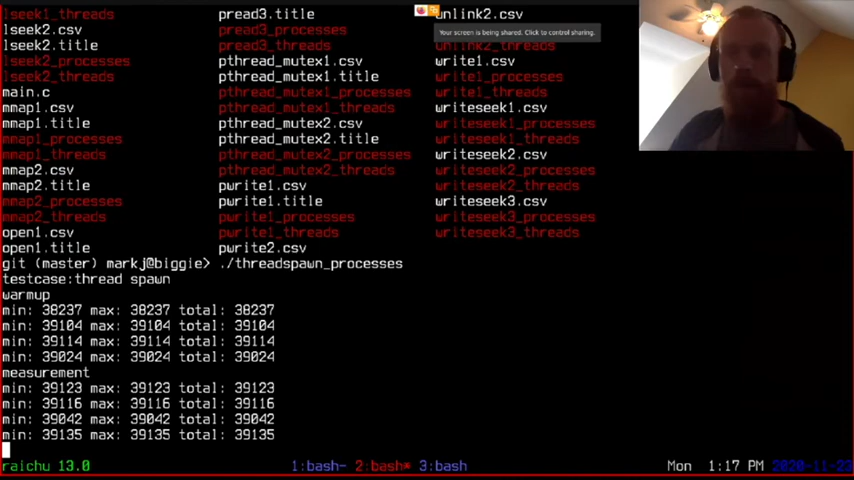 lseek1_threads pread3.title unlink2.csv
Your screen is being shared. Click to control sharing.
lseek2.csv pread3_processes
lseek2.title pread3_threads unlink2_threads
lseek2_processes pthread_mutex1.csv write1.csv
lseek2_threads pthread_mutex1.title write1_processes
main.c pthread_mutex1_processes write1_threads
mmap1.csv pthread_mutex1_threads writeseek1.csv
mmap1.title pthread_mutex2.csv writeseek1_processes
mmap1_processes pthread_mutex2.title writeseek1_threads
mmap1_threads pthread_mutex2_processes writeseek2.csv
mmap2.csv pthread_mutex2_threads writeseek2_processes
mmap2.title pwrite1.csv writeseek2_threads
mmap2_processes pwrite1.title writeseek3.csv
mmap2_threads pwrite1_processes writeseek3_processes
open1.csv pwrite1_threads writeseek3_threads
open1.title pwrite2.csv
git (master) markj@biggie> ./threadspawn_processes
testcase:thread spawn
warmup
min: 38237 max: 38237 total: 38237
min: 39104 max: 39104 total: 39104
min: 39114 max: 39114 total: 39114
min: 39024 max: 39024 total: 39024
measurement
min: 39123 max: 39123 total: 39123
min: 39116 max: 39116 total: 39116
min: 39042 max: 39042 total: 39042
min: 39135 max: 39135 total: 39135
raichu 13.0 1:bash- 2:bash* 3:bash Mon 1:17 PM 2020-11-23